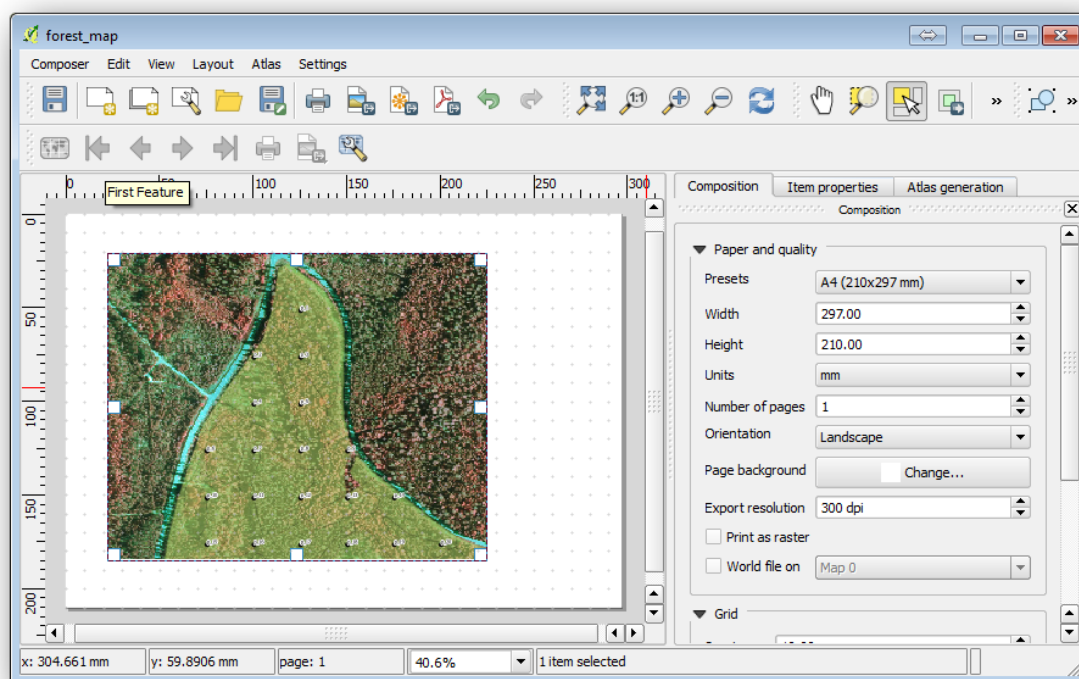 forest_map
Composer Edit View Layout Atlas Settings
1:1
» »
First Feature
0 50 100 150 200 250 300
0
50
100
150
200
Composition Item properties Atlas generation
Composition
Paper and quality
Presets A4 (210x297 mm)
Width 297.00
Height 210.00
Units mm
Number of pages 1
Orientation Landscape
Page background Change...
Export resolution 300 dpi
Print as raster
World file on Map 0
Grid
x: 304.661 mm y: 59.8906 mm page: 1 40.6% 1 item selected